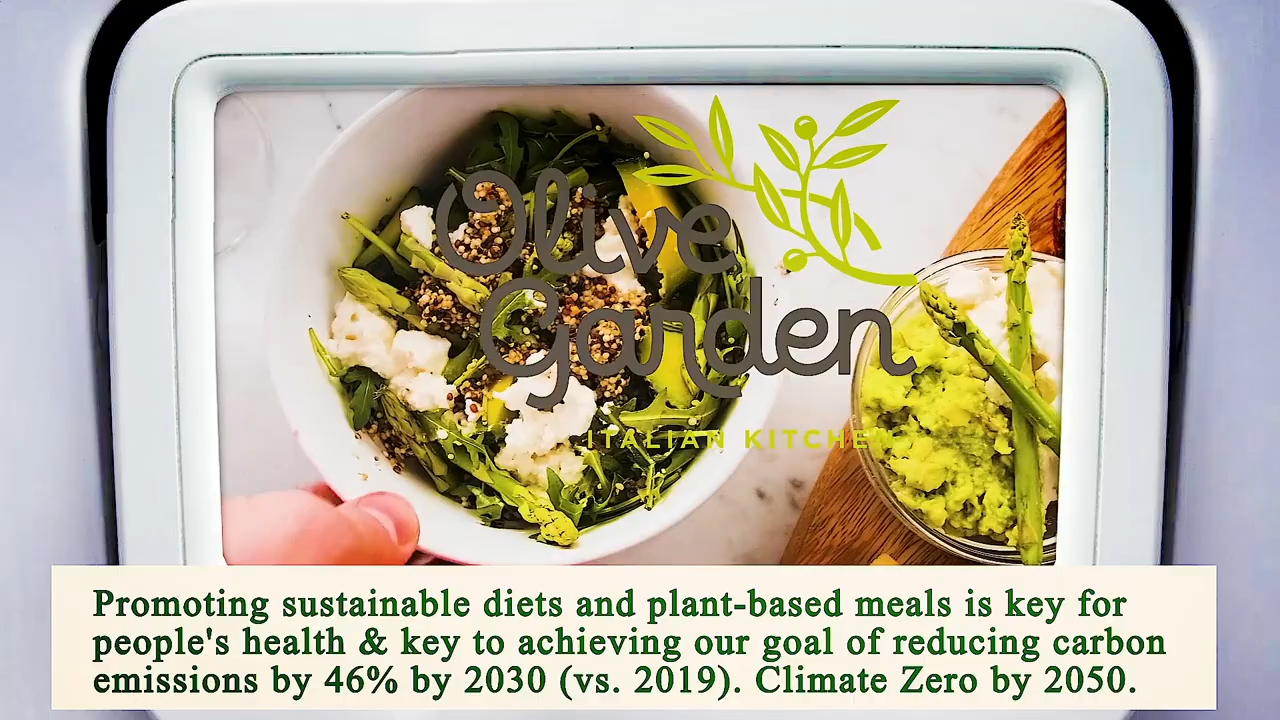 Olive
Garden
ITALIAN KITCHEN
Promoting sustainable diets and plant-based meals is key for
people's health & key to achieving our goal of reducing carbon
emissions by 46% by 2030 (vs. 2019). Climate Zero by 2050.